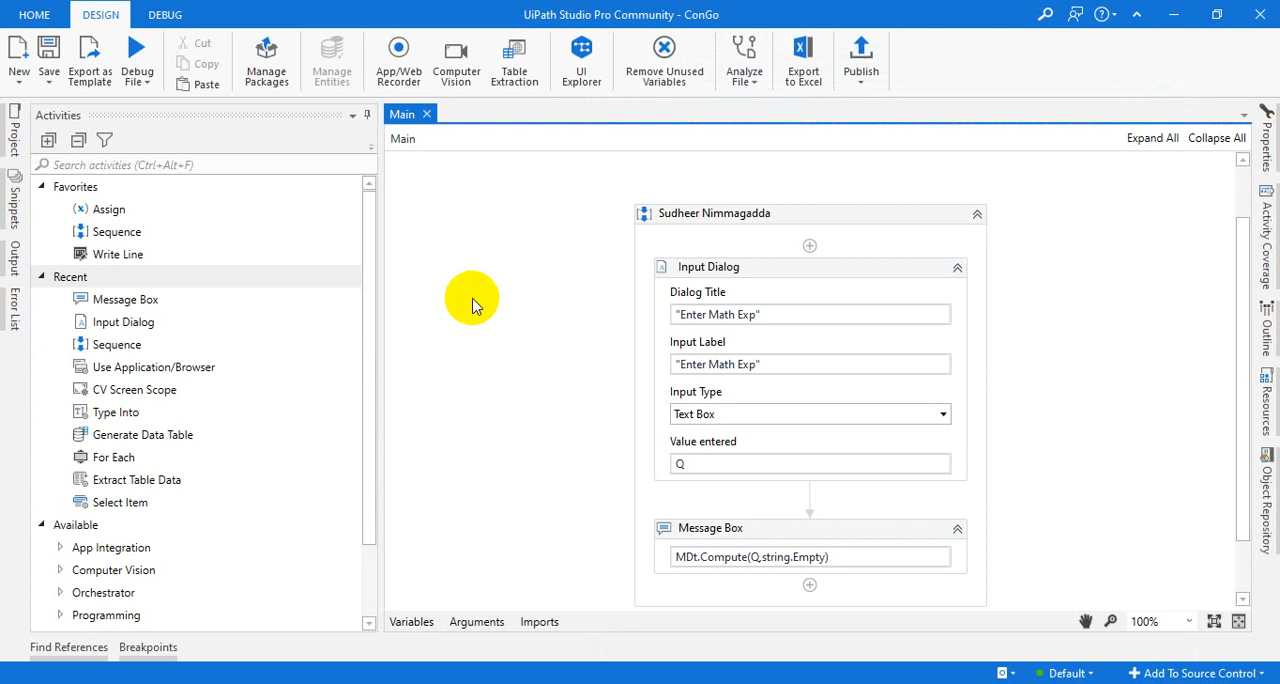 HOME DESIGN DEBUG UiPath Studio Pro Community - ConGo
New Save Export as Template Debug File Cut Copy Paste Manage Packages Manage Entities App/Web Recorder Computer Vision Table Extraction UI Explorer Remove Unused Variables Analyze File Export to Excel Publish
Project
Snippets
Output
Error List
Activities
Search activities (Ctrl+Alt+F)
Favorites
Assign
Sequence
Write Line
Recent
Message Box
Input Dialog
Sequence
Use Application/Browser
CV Screen Scope
Type Into
Generate Data Table
For Each
Extract Table Data
Select Item
Available
App Integration
Computer Vision
Orchestrator
Programming
Find References Breakpoints
Main
Main Expand All Collapse All
Sudheer Nimmagadda
Input Dialog
Dialog Title
"Enter Math Exp"
Input Label
"Enter Math Exp"
Input Type
Text Box
Value entered
Q
Message Box
MDt.Compute(Q,string.Empty)
Variables Arguments Imports 100%
Properties
Activity Coverage
Outline
Resources
Object Repository
Default Add To Source Control